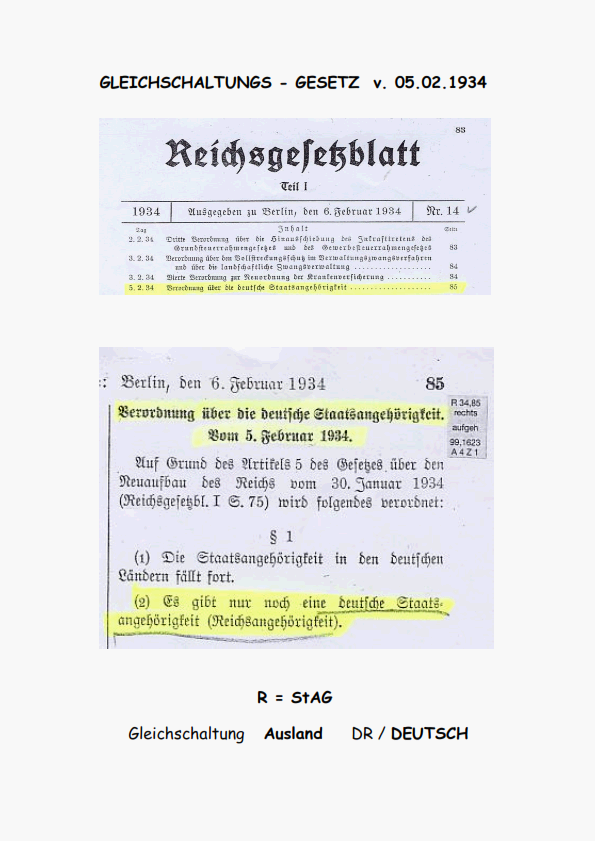 GLEICHSCHALTUNGS - GESETZ v. 05.02.1934
83
Reichsgesetzblatt
Teil I
1934 Ausgegeben zu Berlin, den 6. Februar 1934 Nr. 14
Tag Inhalt Seite
2. 2. 34 Dritte Verordnung über die Hinausschiebung des Inkrafttretens des
Grundsteuerrahmengesetzes und des Gewerbesteuerrahmengesetzes 83
3. 2. 34 Verordnung über den Vollstreckungsschutz im Verwaltungszwangsverfahren
und über die landschaftliche Zwangsverwaltung .................. 84
3. 2. 34 Vierte Verordnung zur Neuordnung der Krankenversicherung ........... 84
5. 2. 34 Verordnung über die deutsche Staatsangehörigkeit ................... 85
: Berlin, den 6. Februar 1934 85
Verordnung über die deutsche Staatsangehörigkeit.
Vom 5. Februar 1934.
R 34,85
rechts
aufgeh
99,1623
A 4 Z 1
Auf Grund des Artikels 5 des Gesetzes über den
Neuaufbau des Reichs vom 30. Januar 1934
(Reichsgesetzbl. I S. 75) wird folgendes verordnet:
§ 1
(1) Die Staatsangehörigkeit in den deutschen
Ländern fällt fort.
(2) Es gibt nur noch eine deutsche Staats-
angehörigkeit (Reichsangehörigkeit).
R = StAG
Gleichschaltung Ausland DR / DEUTSCH